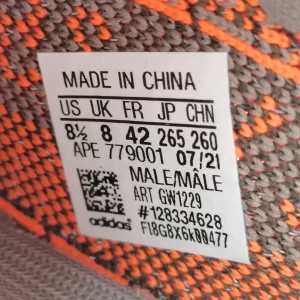 MADE IN CHINA
US UK FR JP CHN
8½ 8 42 265 260
APE 779001 07/21
MALE/MÂLE
ART GW1229
#128334628
adidas F18G8X6K00477